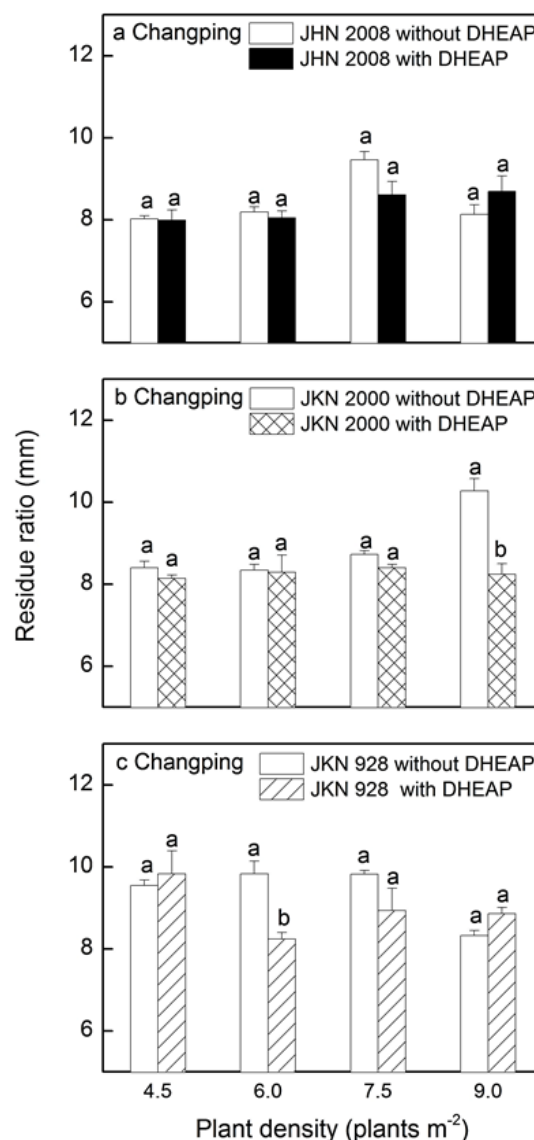 a Changping
JHN 2008 without DHEAP
JHN 2008 with DHEAP
12
10
8
6
a a a a a a a a
b Changping
JKN 2000 without DHEAP
JKN 2000 with DHEAP
12
10
8
6
a a a a a a a b
Residue ratio (mm)
c Changping
JKN 928 without DHEAP
JKN 928 with DHEAP
12
10
8
6
a a a b a a a a
4.5 6.0 7.5 9.0
Plant density (plants m⁻²)